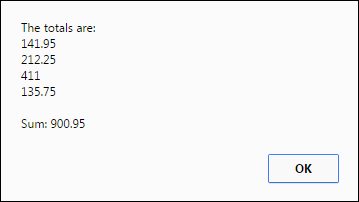 The totals are:
141.95
212.25
411
135.75
Sum: 900.95
OK